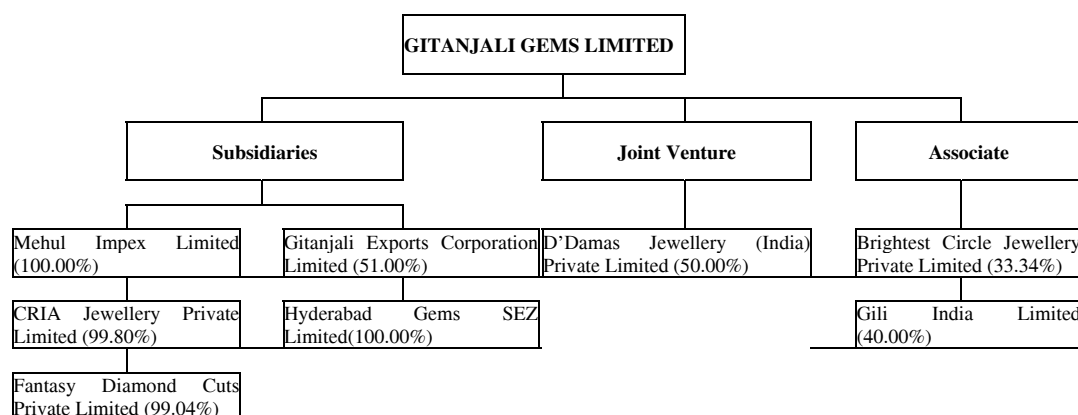 GITANJALI GEMS LIMITED
Subsidiaries
Joint Venture
Associate
Mehul Impex Limited
(100.00%)
Gitanjali Exports Corporation
Limited (51.00%)
D'Damas Jewellery (India)
Private Limited (50.00%)
Brightest Circle Jewellery
Private Limited (33.34%)
CRIA Jewellery Private
Limited (99.80%)
Hyderabad Gems SEZ
Limited(100.00%)
Gili India Limited
(40.00%)
Fantasy Diamond Cuts
Private Limited (99.04%)